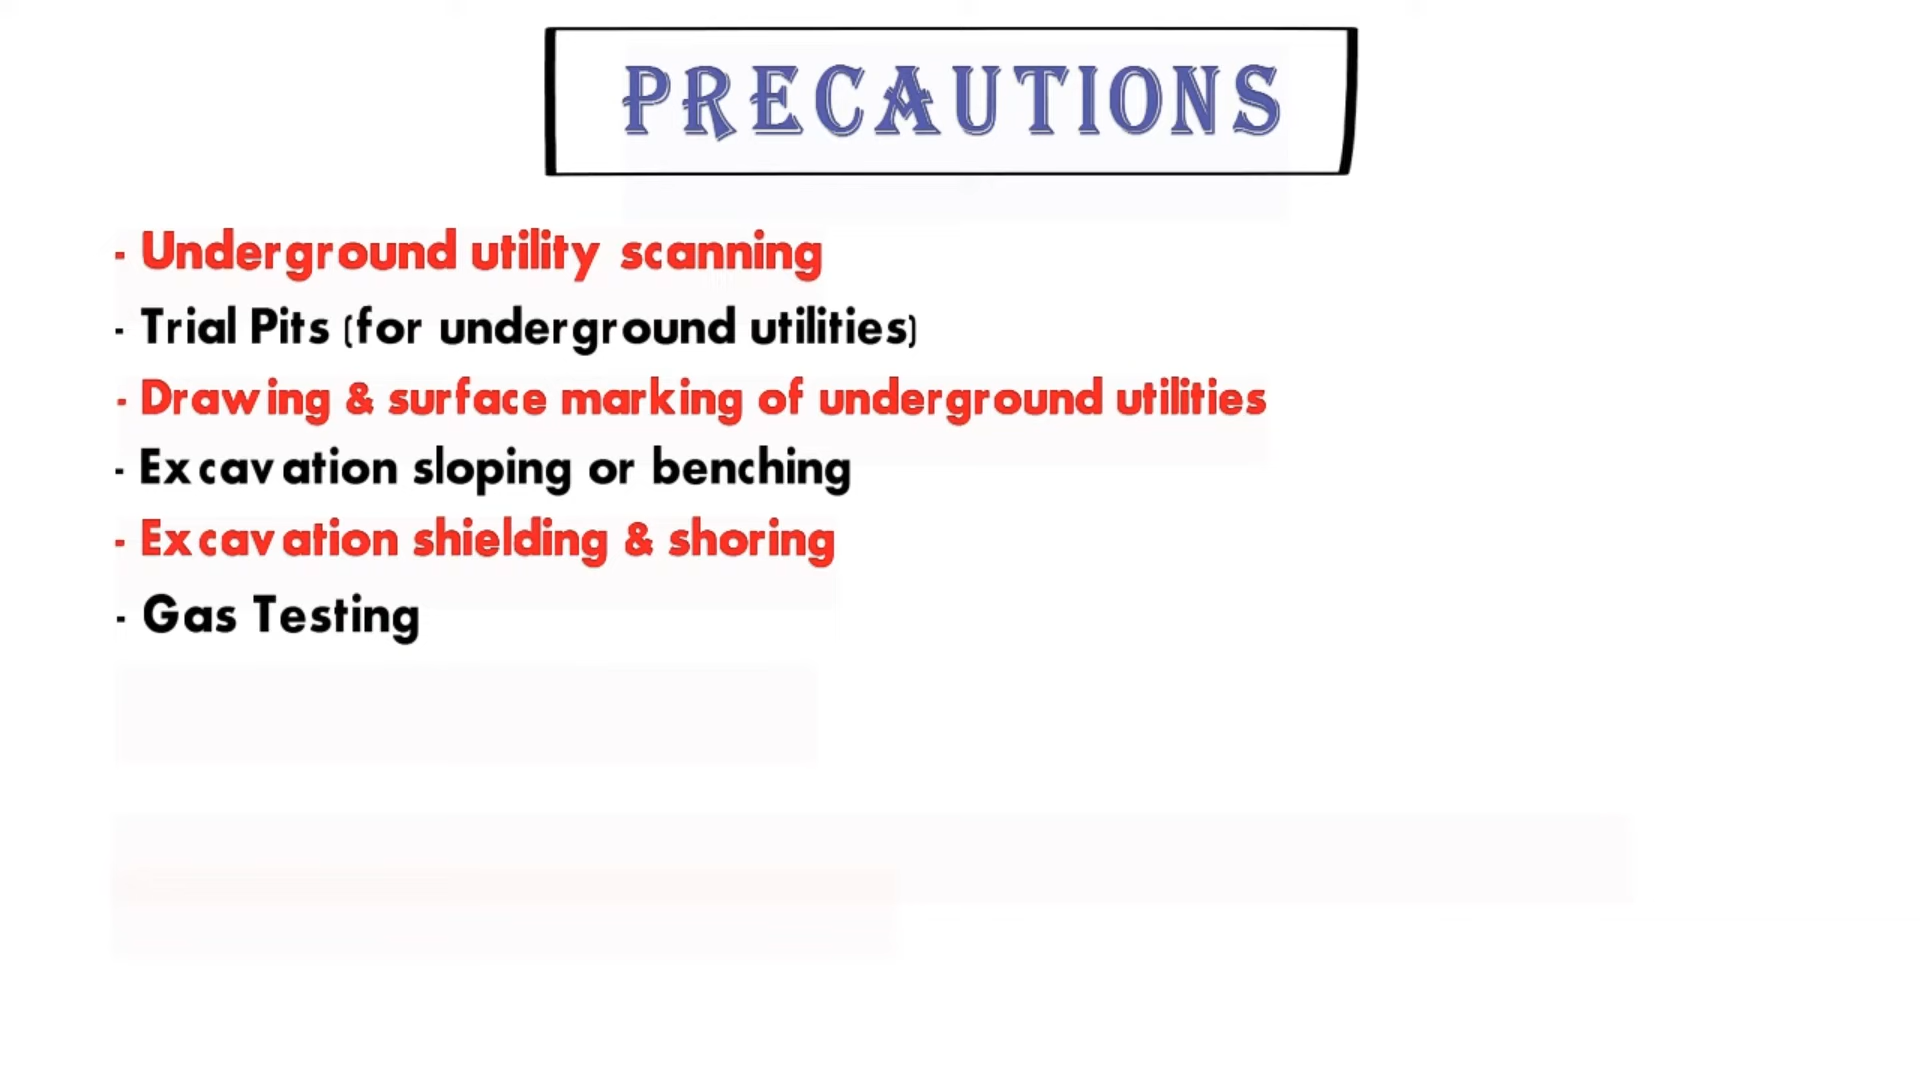 PRECAUTIONS
- Underground utility scanning
- Trial Pits (for underground utilities)
- Drawing & surface marking of underground utilities
- Excavation sloping or benching
- Excavation shielding & shoring
- Gas Testing